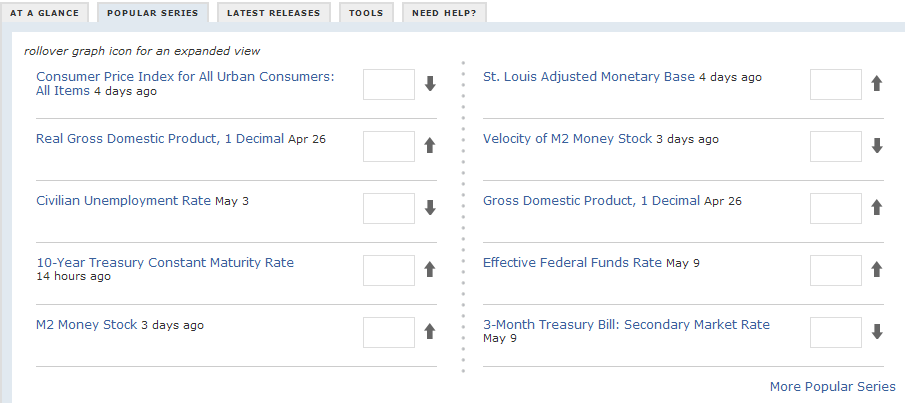 AT A GLANCE
POPULAR SERIES
LATEST RELEASES
TOOLS
NEED HELP?
rollover graph icon for an expanded view
Consumer Price Index for All Urban Consumers:
All Items 4 days ago
Real Gross Domestic Product, 1 Decimal Apr 26
Civilian Unemployment Rate May 3
10-Year Treasury Constant Maturity Rate
14 hours ago
M2 Money Stock 3 days ago
St. Louis Adjusted Monetary Base 4 days ago
Velocity of M2 Money Stock 3 days ago
Gross Domestic Product, 1 Decimal Apr 26
Effective Federal Funds Rate May 9
3-Month Treasury Bill: Secondary Market Rate
May 9
More Popular Series